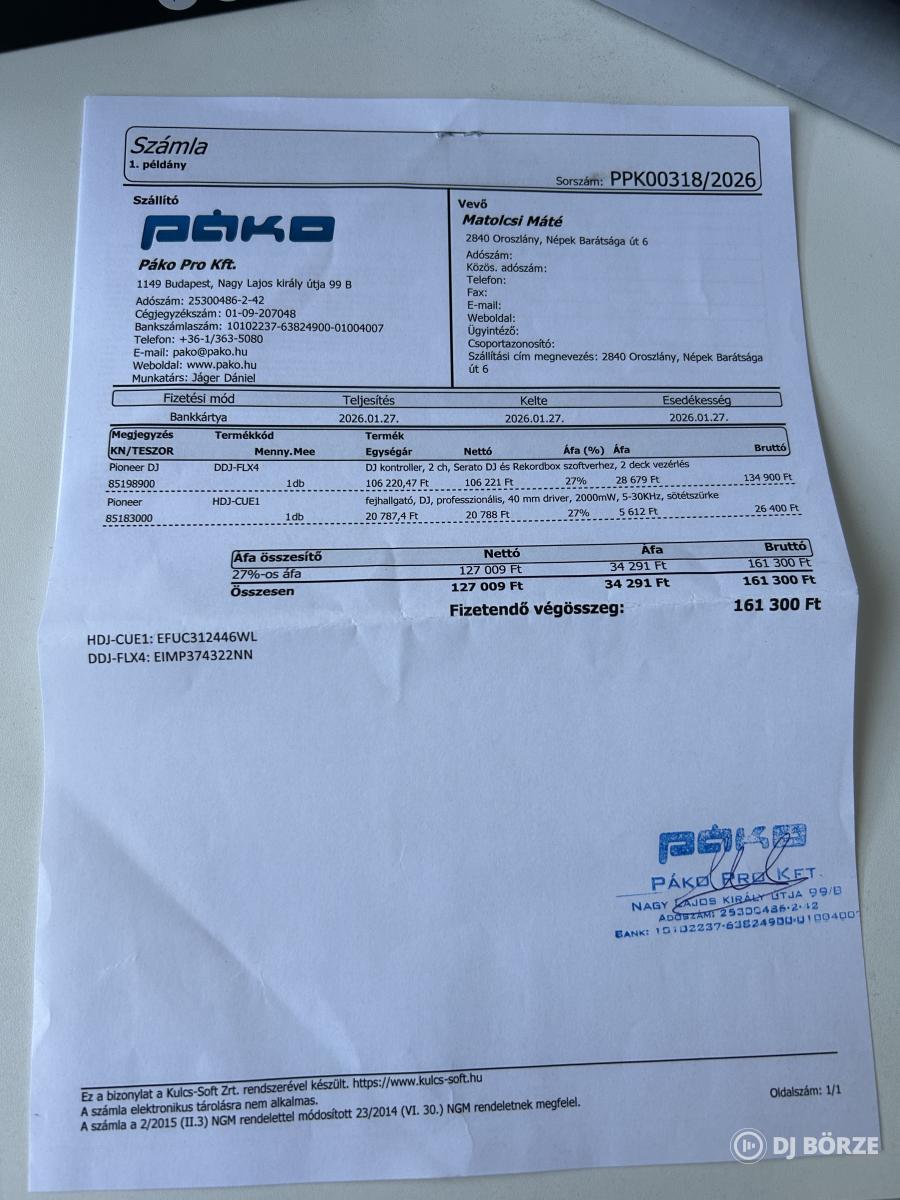 Számla
1. példány
Sorszám: PPK00318/2026
Szállító
PÁKO
Páko Pro Kft.
1149 Budapest, Nagy Lajos király útja 99 B
Adószám: 25300486-2-42
Cégjegyzékszám: 01-09-207048
Bankszámlaszám: 10102237-63824900-01004007
Telefon: +36-1/363-5080
E-mail: pako@pako.hu
Weboldal: www.pako.hu
Munkatárs: Jáger Dániel
Vevő
Matolcsi Máté
2840 Oroszlány, Népek Barátsága út 6
Adószám:
Közös. adószám:
Telefon:
Fax:
E-mail:
Weboldal:
Ügyintéző:
Csoportazonosító:
Szállítási cím megnevezés: 2840 Oroszlány, Népek Barátsága
út 6
Fizetési mód Teljesítés Kelte Esedékesség
Bankkártya 2026.01.27. 2026.01.27. 2026.01.27.
Megjegyzés Termékkód Termék
KN/TESZOR Menny.Mee Egységár Nettó Áfa (%) Áfa Bruttó
Pioneer DJ DDJ-FLX4 DJ kontroller, 2 ch, Serato DJ és Rekordbox szoftverhez, 2 deck vezérlés
85198900 1db 106 220,47 Ft 106 221 Ft 27% 28 679 Ft 134 900 Ft
Pioneer HDJ-CUE1 fejhallgató, DJ, professzionális, 40 mm driver, 2000mW, 5-30KHz, sötétszürke
85183000 1db 20 787,4 Ft 20 788 Ft 27% 5 612 Ft 26 400 Ft
Áfa összesítő Nettó Áfa Bruttó
27%-os áfa 127 009 Ft 34 291 Ft 161 300 Ft
Összesen 127 009 Ft 34 291 Ft 161 300 Ft
Fizetendő végösszeg: 161 300 Ft
HDJ-CUE1: EFUC312446WL
DDJ-FLX4: EIMP374322NN
PÁKO
PÁKO PRO KFT.
NAGY LAJOS KIRÁLY ÚTJA 99/B
ADÓSZÁM: 25300486-2-42
BANK: 10102237-63824900-01004007
Ez a bizonylat a Kulcs-Soft Zrt. rendszerével készült. https://www.kulcs-soft.hu
A számla elektronikus tárolásra nem alkalmas.
A számla a 2/2015 (II.3) NGM rendelettel módosított 23/2014 (VI. 30.) NGM rendeletnek megfelel.
Oldalszám: 1/1
DJ BÖRZE